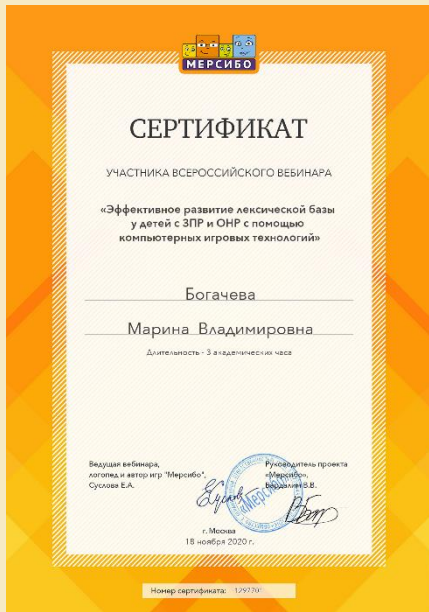 МЕРСИБО
СЕРТИФИКАТ
УЧАСТНИКА ВСЕРОССИЙСКОГО ВЕБИНАРА
«Эффективное развитие лексической базы
у детей с ЗПР и ОНР с помощью
компьютерных игровых технологий»
Богачева
Марина Владимировна
Длительность - 3 академических часа
Ведущая вебинара,
логопед и автор игр "Мерсибо",
Суслова Е.А.
Руководитель проекта
«Мерсибо»,
В.В.
«Мерсибо»
г. Москва
18 ноября 2020 г.
Номер сертификата: